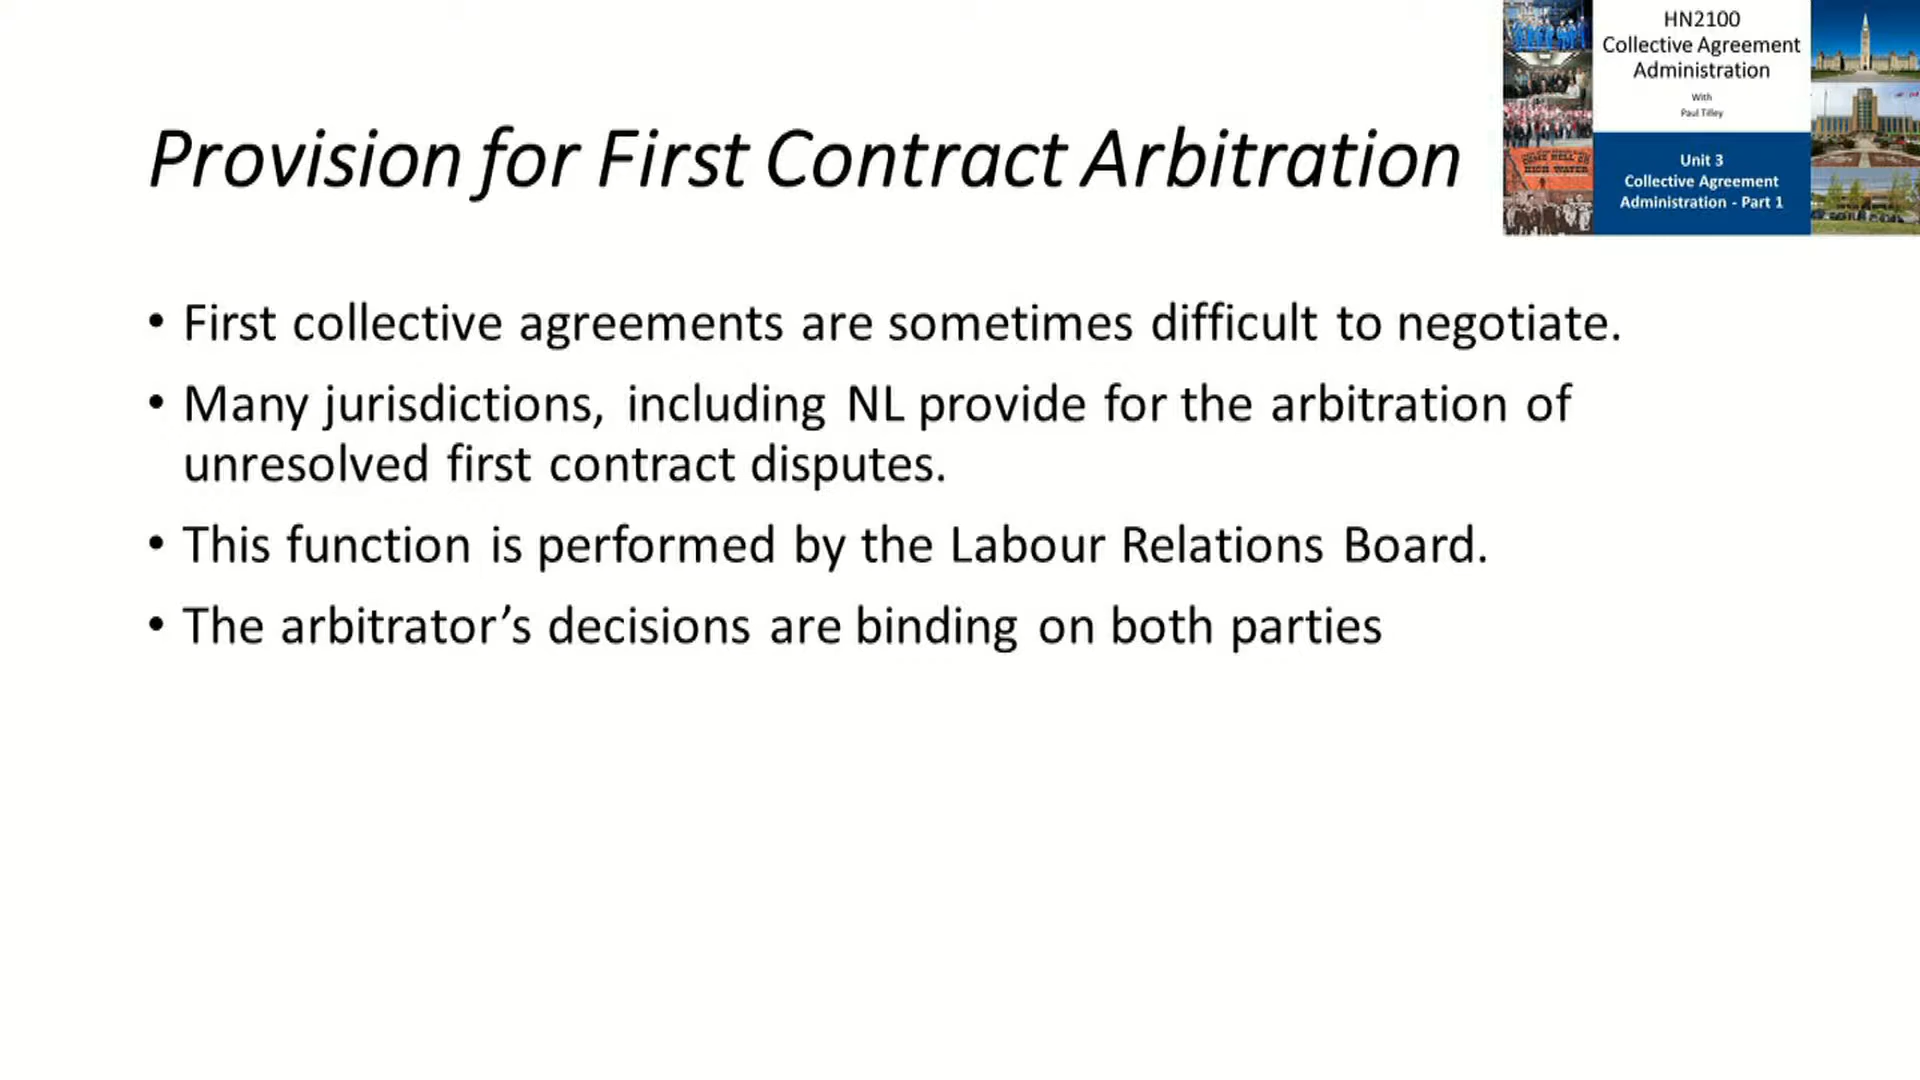 HN2100
Collective Agreement
Administration
With
Paul Tilley
Unit 3
Collective Agreement
Administration - Part 1
Provision for First Contract Arbitration
• First collective agreements are sometimes difficult to negotiate.
• Many jurisdictions, including NL provide for the arbitration of
unresolved first contract disputes.
• This function is performed by the Labour Relations Board.
• The arbitrator’s decisions are binding on both parties